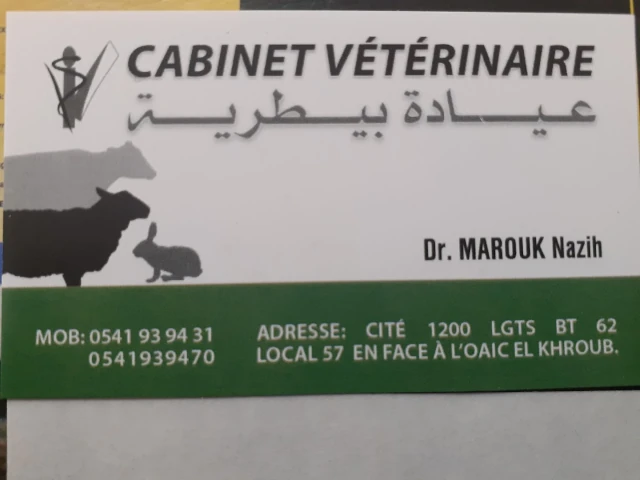 CABINET VÉTÉRINAIRE
عيادة بيطرية
Dr. MAROUK Nazih
MOB: 0541 93 94 31
0541939470
ADRESSE: CITÉ 1200 LGTS BT 62
LOCAL 57 EN FACE À L'OAIC EL KHROUB.